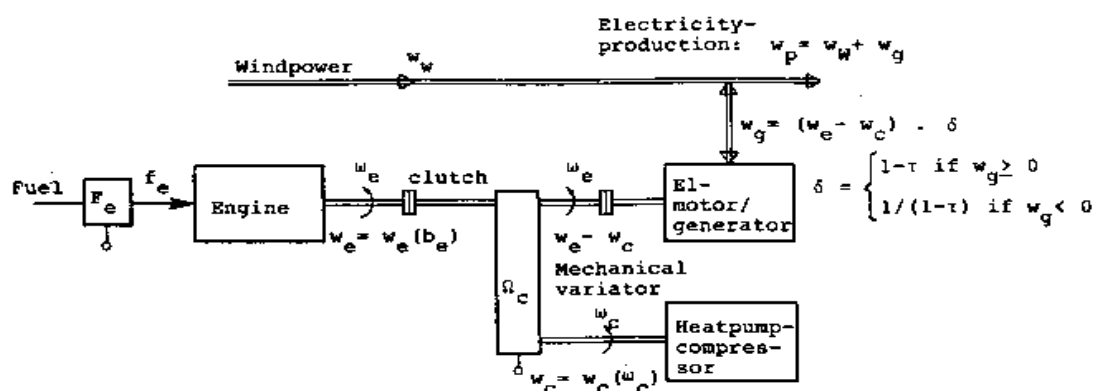 Electricity-
production: w_p = w_w + w_g
Windpower
w_w
w_g = (w_e - w_c) . δ
δ = { 1-τ if w_g ≥ 0
1/(1-τ) if w_g < 0
Fuel
F_e
f_e
Engine
ω_e
clutch
ω_e
El-
motor/
generator
w_e = w_e(b_e)
w_e - w_c
Mechanical
variator
Ω_c
ω_c
Heatpump-
compres-
sor
w_c = w_c(ω_c)